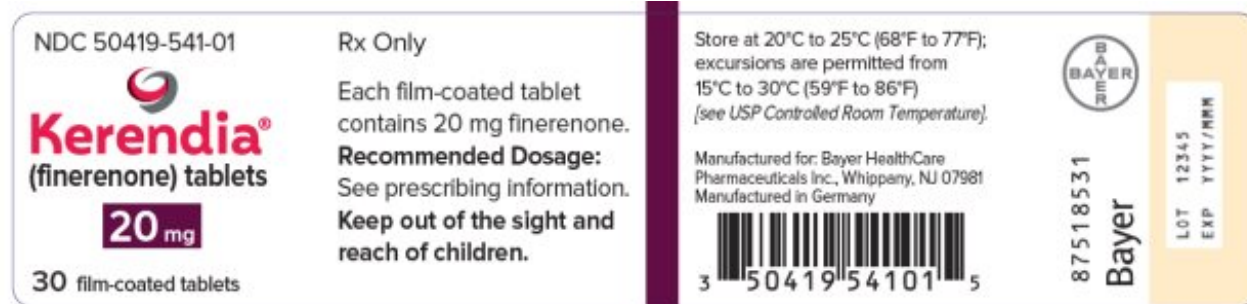 NDC 50419-541-01
Kerendia®
(finerenone) tablets
20 mg
30 film-coated tablets
Rx Only
Each film-coated tablet
contains 20 mg finerenone.
Recommended Dosage:
See prescribing information.
Keep out of the sight and
reach of children.
Store at 20°C to 25°C (68°F to 77°F);
excursions are permitted from
15°C to 30°C (59°F to 86°F)
[see USP Controlled Room Temperature].
Manufactured for: Bayer HealthCare
Pharmaceuticals Inc., Whippany, NJ 07981
Manufactured in Germany
3 50419 54101 5
BAYER
BAYER
87518531
Bayer
LOT 12345
EXP YYYY/MMM